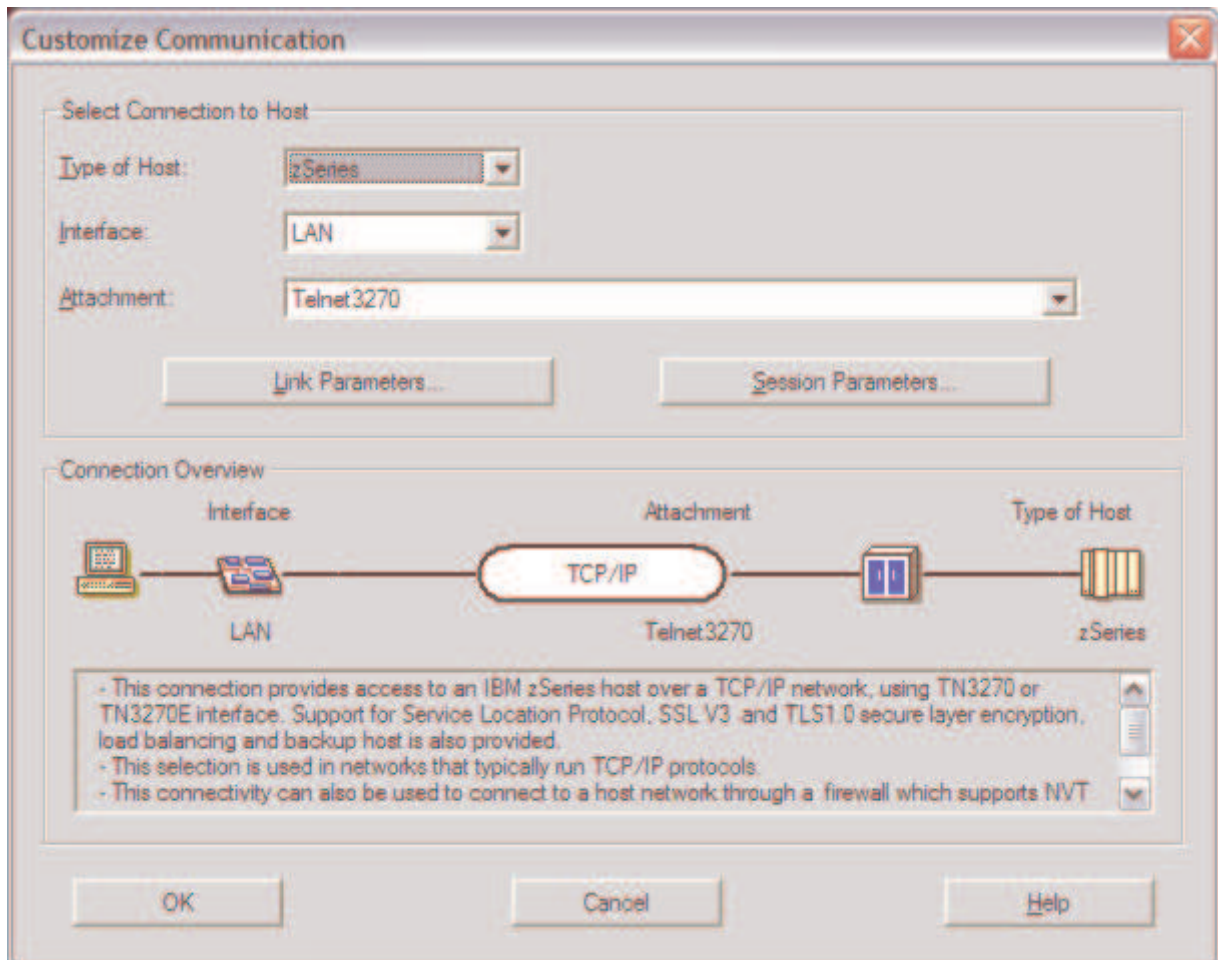 Customize Communication
Select Connection to Host
Type of Host: zSeries
Interface: LAN
Attachment: Telnet3270
Link Parameters... Session Parameters...
Connection Overview
Interface Attachment Type of Host
TCP/IP
LAN Telnet3270 zSeries
- This connection provides access to an IBM zSeries host over a TCP/IP network, using TN3270 or
TN3270E interface. Support for Service Location Protocol, SSL V3 and TLS1.0 secure layer encryption,
load balancing and backup host is also provided.
- This selection is used in networks that typically run TCP/IP protocols.
- This connectivity can also be used to connect to a host network through a firewall which supports NVT
OK Cancel Help